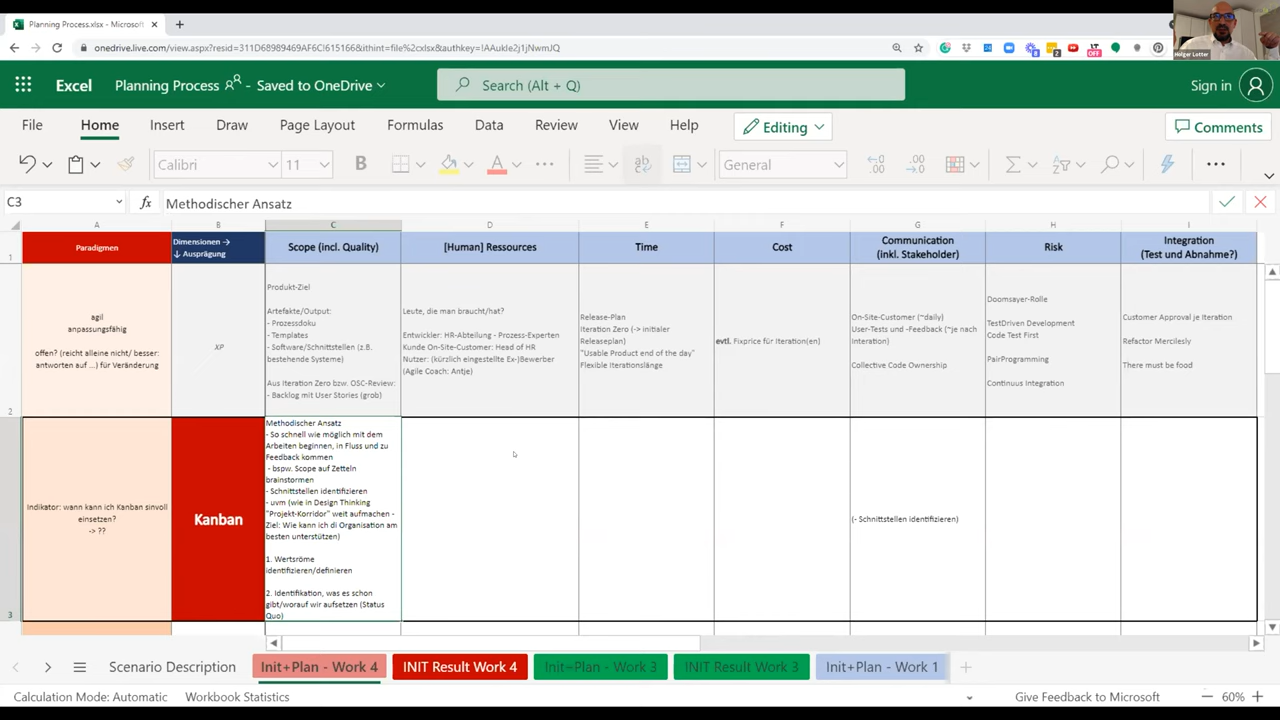 Planning Process.xlsx - Microsof
onedrive.live.com/view.aspx?resid=311D68989469AF6C!615166&ithint=file%2cxlsx&authkey=!AAukIe2j1jNwmJQ
Holger Lotter
Excel
Planning Process - Saved to OneDrive
Search (Alt + Q)
Sign in
File Home Insert Draw Page Layout Formulas Data Review View Help
Editing
Comments
Calibri 11 B A General
C3
fx Methodischer Ansatz
A B C D E F G H I
1
Paradigmen
Dimensionen →
↓ Ausprägung
Scope (incl. Quality)
[Human] Ressources
Time
Cost
Communication
(inkl. Stakeholder)
Risk
Integration
(Test und Abnahme?)
2
agil
anpassungsfähig
offen? (reicht alleine nicht/ besser:
antworten auf ...) für Veränderung
XP
Produkt-Ziel
Artefakte/Output:
- Prozessdoku
- Templates
- Software/Schnittstellen (z.B.
bestehende Systeme)
Aus Iteration Zero bzw. OSC-Review:
- Backlog mit User Stories (grob)
Leute, die man braucht/hat?
Entwickler: HR-Abteilung - Prozess-Experten
Kunde On-Site-Customer: Head of HR
Nutzer: (kürzlich eingestellte Ex-)Bewerber
(Agile Coach: Antje)
Release-Plan
Iteration Zero (-> initialer
Releaseplan)
"Usable Product end of the day"
Flexible Iterationslänge
evtl. Fixprice für Iteration(en)
On-Site-Customer (~daily)
User-Tests und -Feedback (~je nach
Interation)
Collective Code Ownership
Doomsayer-Rolle
TestDriven Development
Code Test First
PairProgramming
Continuus Integration
Customer Approval je Iteration
Refactor Mercilesly
There must be food
3
Indikator: wann kann ich Kanban sinvoll
einsetzen?
-> ??
Kanban
Methodischer Ansatz
- So schnell wie möglich mit dem
Arbeiten beginnen, in Fluss und zu
Feedback kommen
- bspw. Scope auf Zetteln
brainstormen
- Schnittstellen identifizieren
- uvm (wie in Design Thinking
"Projekt-Korridor" weit aufmachen -
Ziel: Wie kann ich di Organisation am
besten unterstützen)
1. Wertsröme
identifizieren/definieren
2. Identifikation, was es schon
gibt/worauf wir aufsetzen (Status
Quo)
(- Schnittstellen identifizieren)
Scenario Description
Init+Plan - Work 4
INIT Result Work 4
Init+Plan - Work 3
INIT Result Work 3
Init+Plan - Work 1
Calculation Mode: Automatic
Workbook Statistics
Give Feedback to Microsoft
60%